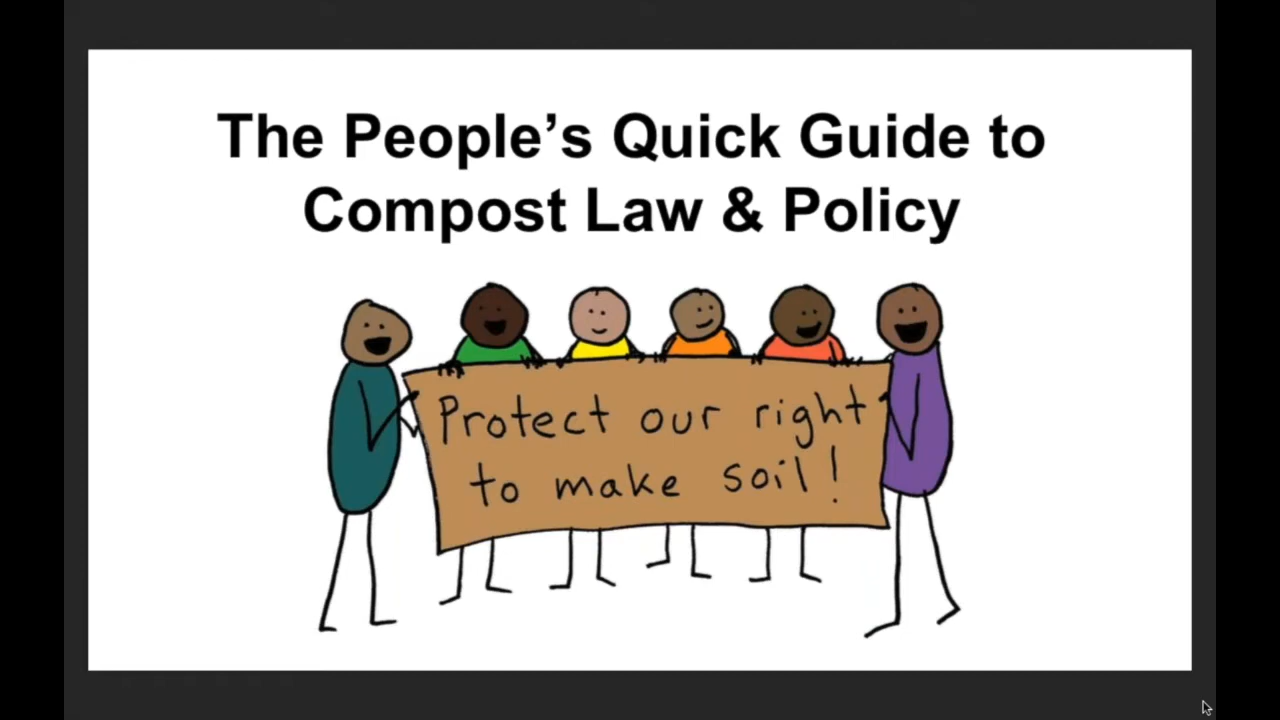 The People’s Quick Guide to
Compost Law & Policy
Protect our right
to make soil!